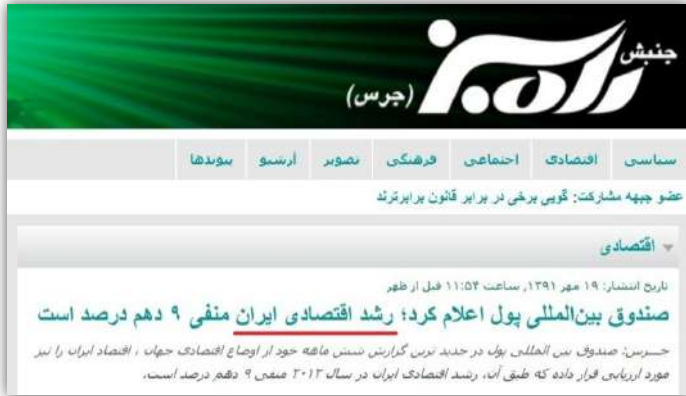 جنبش
راه سبز
(جرس)
سیاسی اقتصادی اجتماعی فرهنگی تصویر آرشیو پیوندها
عضو جبهه مشارکت: گویی برخی در برابر قانون برابرترند
اقتصادی
تاریخ انتشار: ۱۹ مهر ۱۳۹۱, ساعت ۱۱:۵۴ قبل از ظهر
صندوق بین‌المللی پول اعلام کرد؛ رشد اقتصادی ایران منفی ۹ دهم درصد است
جــرس: صندوق بین المللی پول در جدید ترین گزارش شش ماهه خود از اوضاع اقتصادی جهان ، اقتصاد ایران را نیز
مورد ارزیابی قرار داده که طبق آن، رشد اقتصادی ایران در سال ۲۰۱۲ منفی ۹ دهم درصد است.